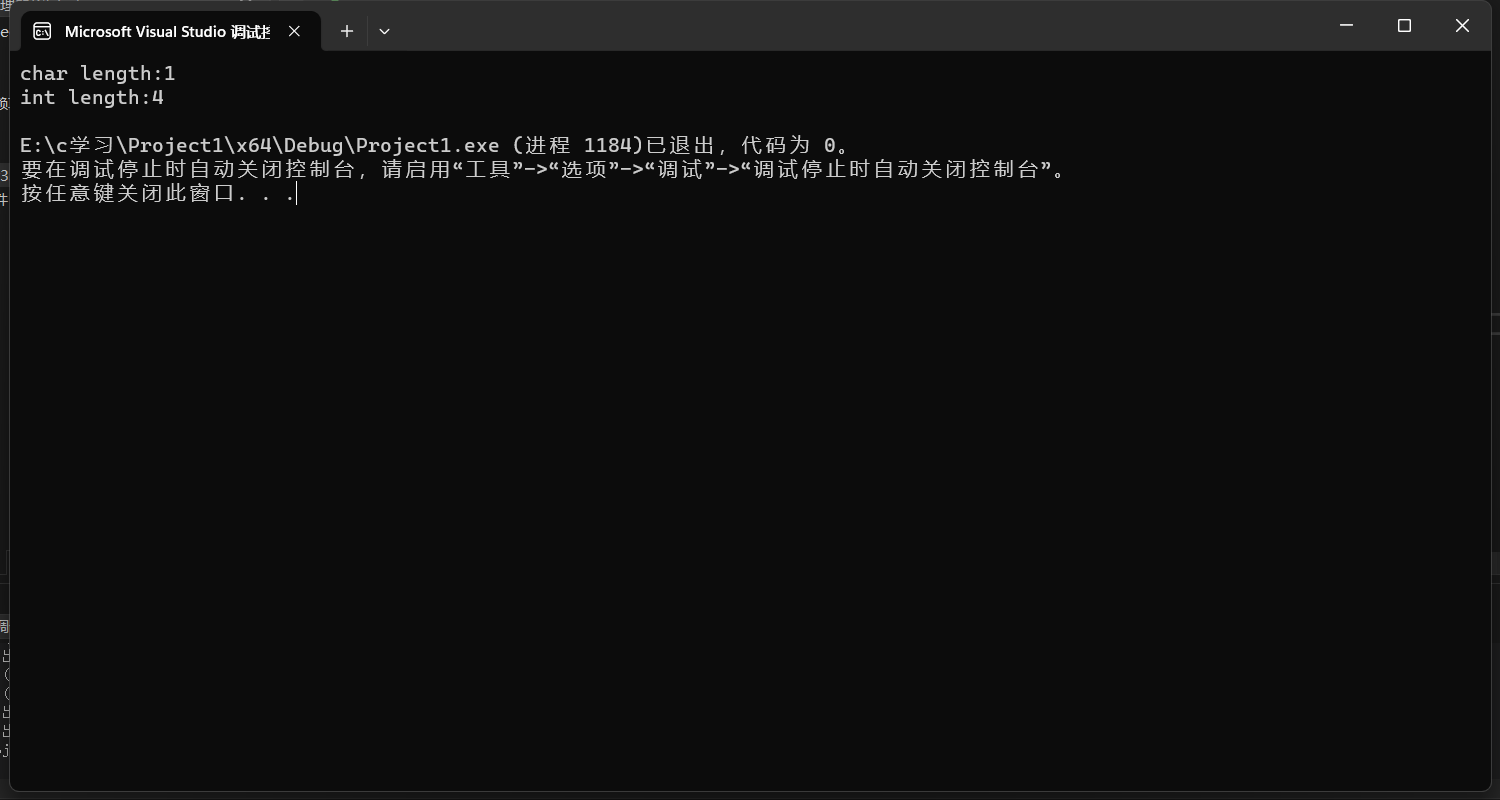 Microsoft Visual Studio 调试控
char length:1
int length:4
E:\c学习\Project1\x64\Debug\Project1.exe (进程 1184)已退出，代码为 0。
要在调试停止时自动关闭控制台，请启用“工具”->“选项”->“调试”->“调试停止时自动关闭控制台”。
按任意键关闭此窗口. . .